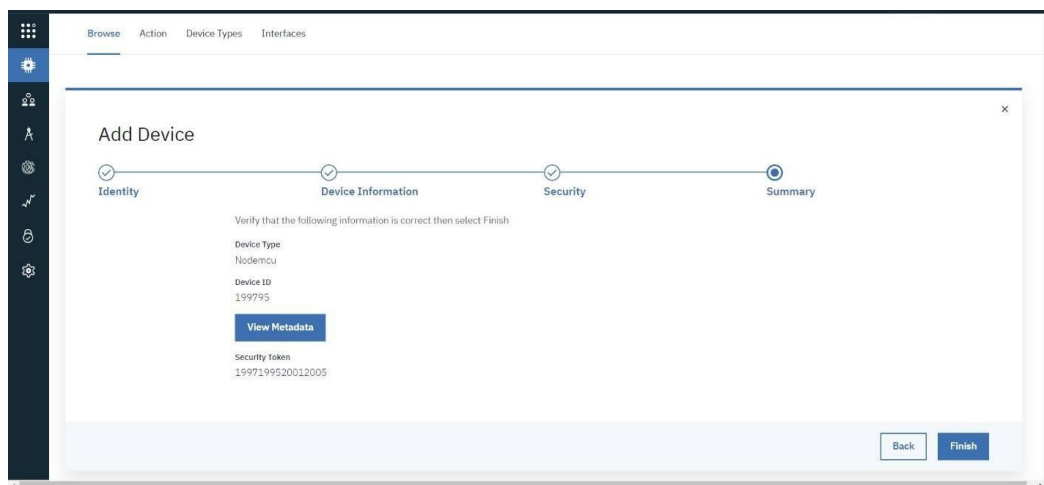 Browse Action Device Types Interfaces
Add Device
Identity Device Information Security Summary
Verify that the following information is correct then select Finish
Device Type
Nodemcu
Device ID
199795
View Metadata
Security Token
1997199520012005
Back Finish